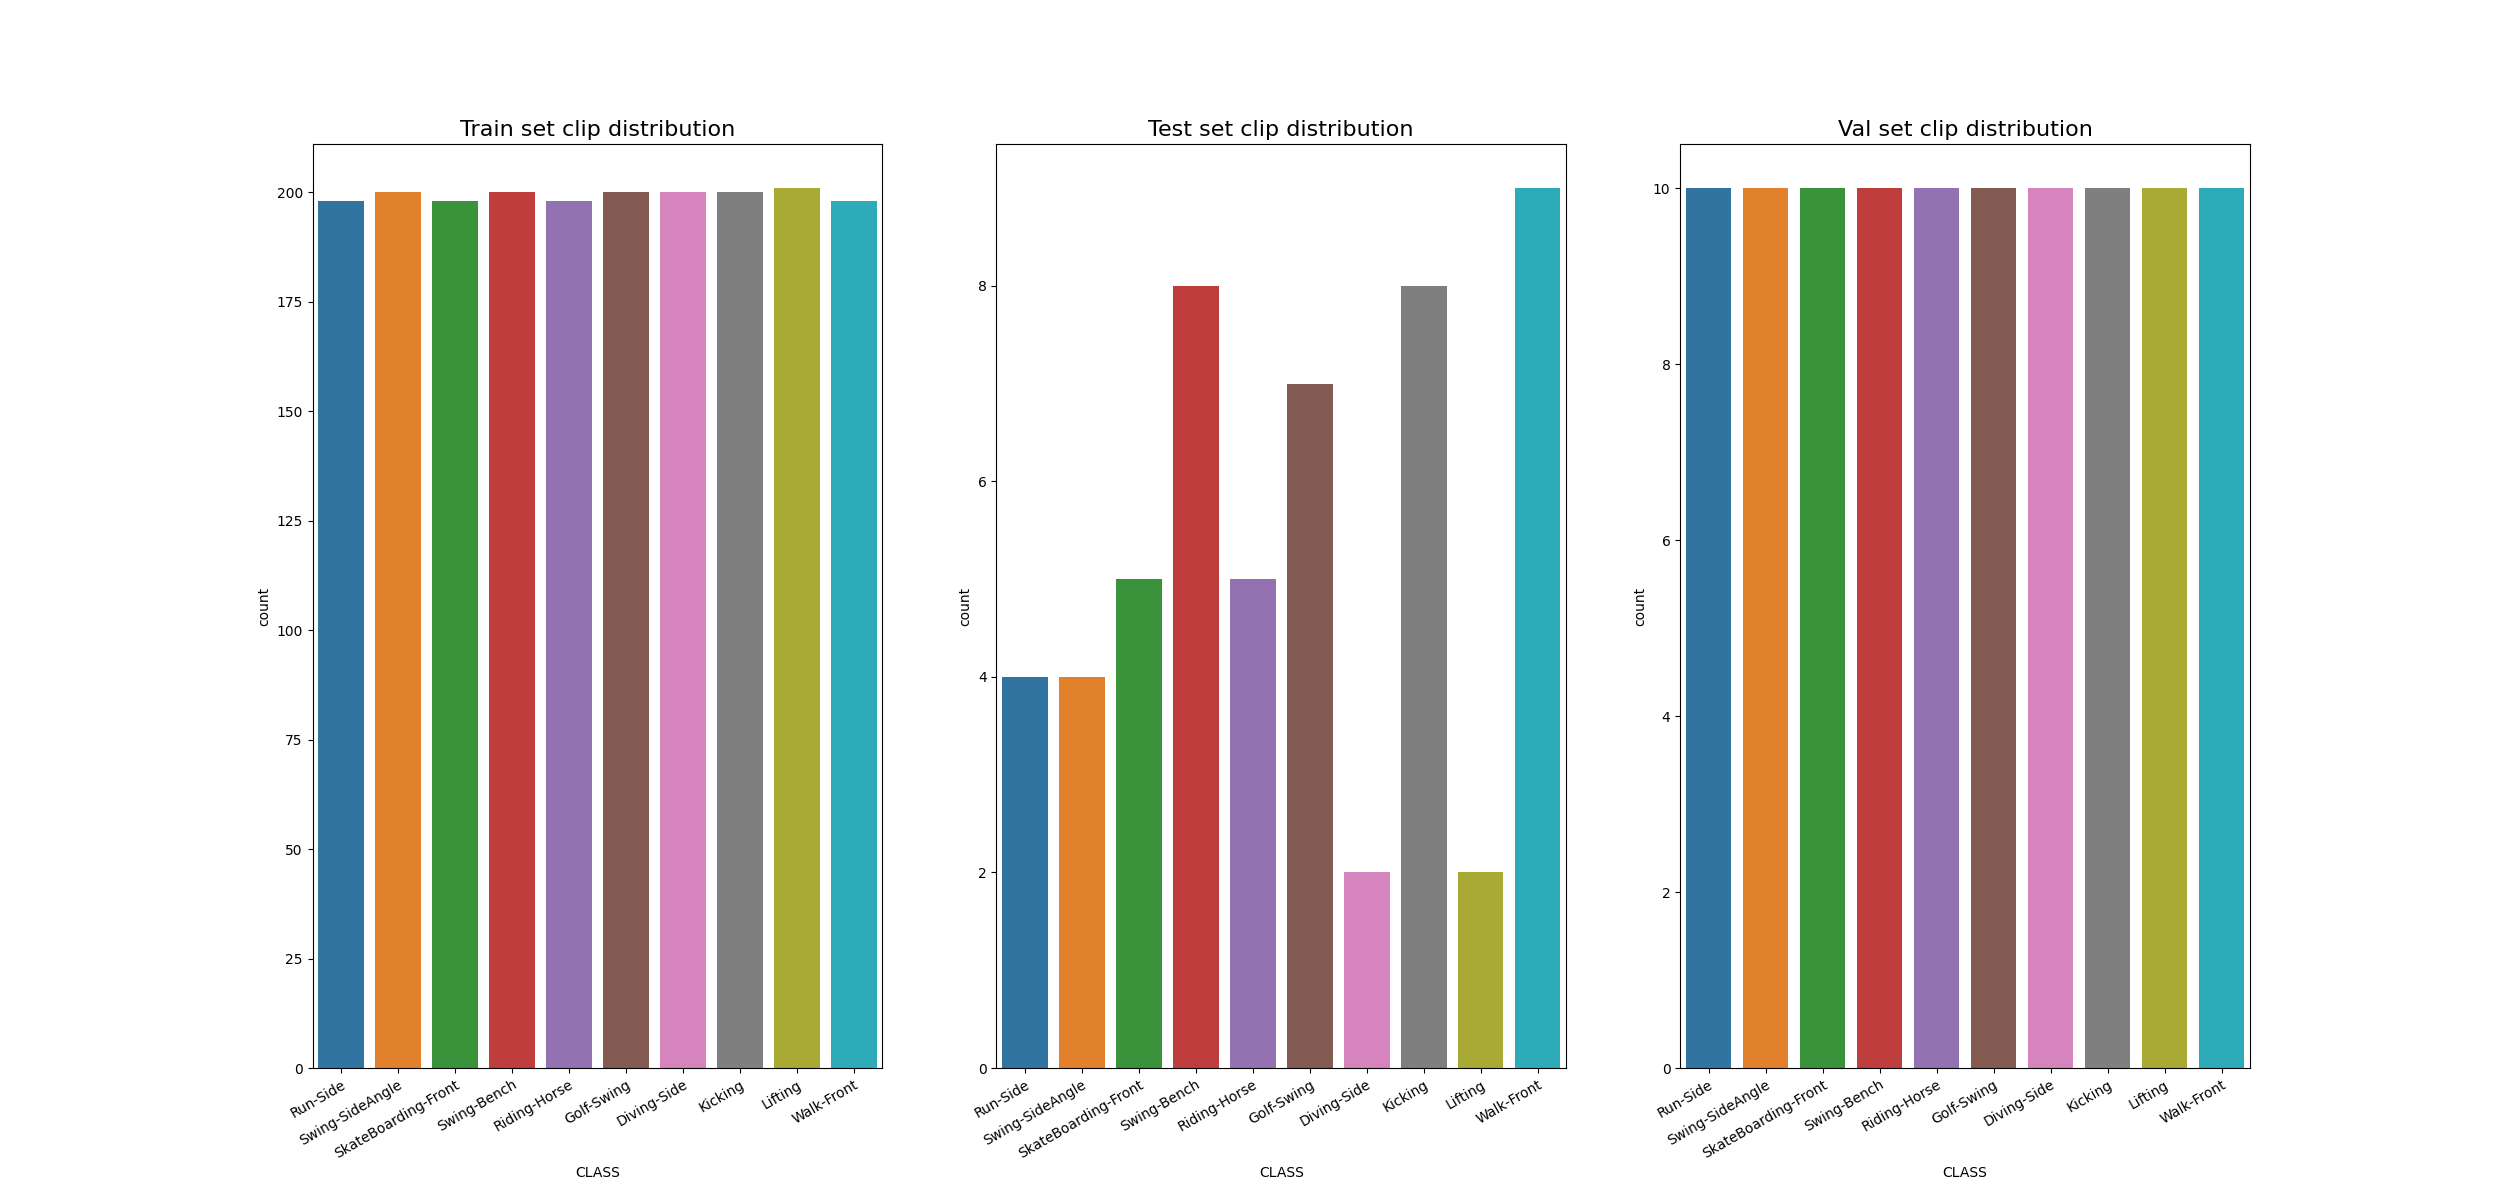 Train set clip distribution
count
200
175
150
125
100
75
50
25
0
Run-Side
Swing-SideAngle
SkateBoarding-Front
Swing-Bench
Riding-Horse
Golf-Swing
Diving-Side
Kicking
Lifting
Walk-Front
CLASS
Test set clip distribution
count
8
6
4
2
0
Run-Side
Swing-SideAngle
SkateBoarding-Front
Swing-Bench
Riding-Horse
Golf-Swing
Diving-Side
Kicking
Lifting
Walk-Front
CLASS
Val set clip distribution
count
10
8
6
4
2
0
Run-Side
Swing-SideAngle
SkateBoarding-Front
Swing-Bench
Riding-Horse
Golf-Swing
Diving-Side
Kicking
Lifting
Walk-Front
CLASS